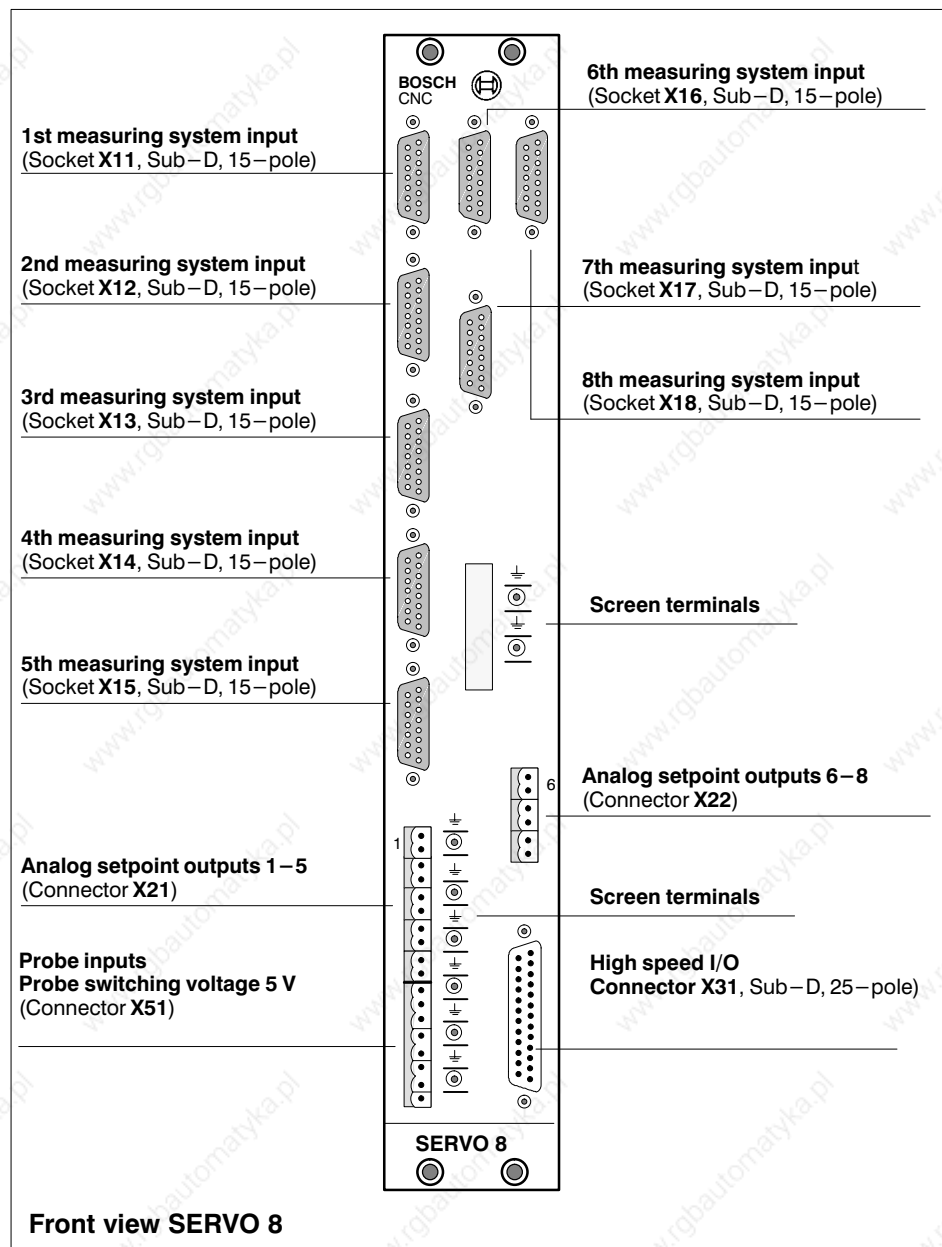 BOSCH
CNC
1st measuring system input
(Socket X11, Sub–D, 15–pole)
2nd measuring system input
(Socket X12, Sub–D, 15–pole)
3rd measuring system input
(Socket X13, Sub–D, 15–pole)
4th measuring system input
(Socket X14, Sub–D, 15–pole)
5th measuring system input
(Socket X15, Sub–D, 15–pole)
Analog setpoint outputs 1–5
(Connector X21)
Probe inputs
Probe switching voltage 5 V
(Connector X51)
6th measuring system input
(Socket X16, Sub–D, 15–pole)
7th measuring system input
(Socket X17, Sub–D, 15–pole)
8th measuring system input
(Socket X18, Sub–D, 15–pole)
Screen terminals
6
Analog setpoint outputs 6–8
(Connector X22)
1
Screen terminals
High speed I/O
Connector X31, Sub–D, 25–pole)
SERVO 8
Front view SERVO 8
www.rgbautomatyka.pl